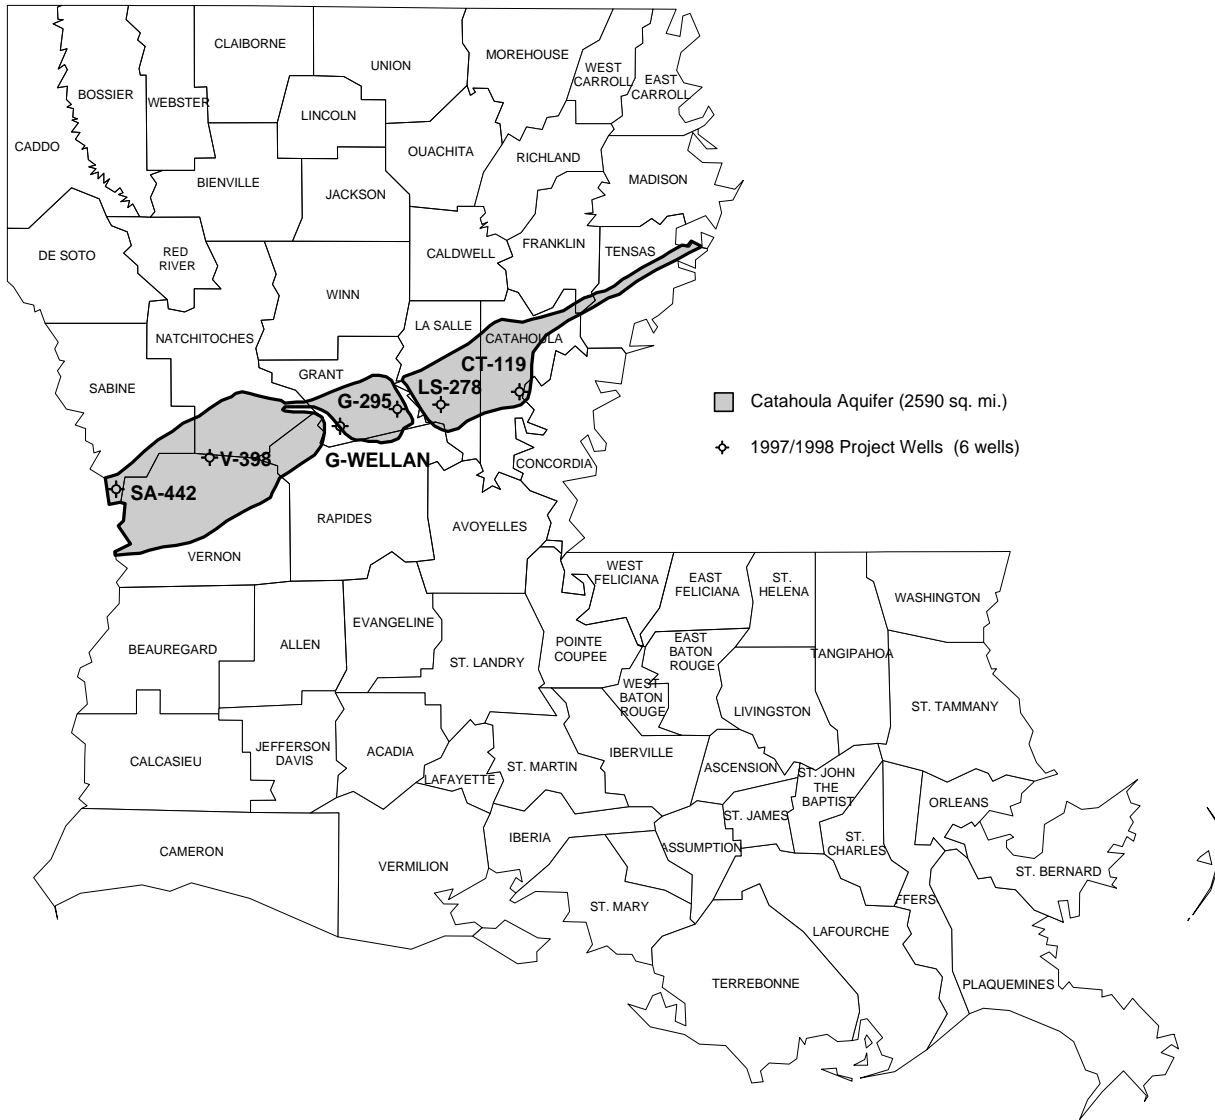 CLAIBORNE
MOREHOUSE
UNION
WEST
CARROLL
EAST
CARROLL
BOSSIER
WEBSTER
LINCOLN
CADDO
OUACHITA
RICHLAND
MADISON
BIENVILLE
JACKSON
DE SOTO
RED
RIVER
CALDWELL
FRANKLIN
TENSAS
WINN
NATCHITOCHES
LA SALLE
CATAHOULA
SABINE
GRANT
CT-119
LS-278
G-295
Catahoula Aquifer (2590 sq. mi.)
1997/1998 Project Wells (6 wells)
V-398
G-WELLAN
CONCORDIA
SA-442
RAPIDES
AVOYELLES
VERNON
WEST
FELICIANA
EAST
FELICIANA
ST.
HELENA
WASHINGTON
BEAUREGARD
ALLEN
EVANGELINE
ST. LANDRY
POINTE
COUPEE
EAST
BATON
ROUGE
TANGIPAHOA
WEST
BATON
ROUGE
LIVINGSTON
ST. TAMMANY
CALCASIEU
JEFFERSON
DAVIS
ACADIA
LAFAYETTE
ST. MARTIN
IBERVILLE
ASCENSION
ST. JOHN
THE
BAPTIST
ORLEANS
ST. JAMES
CAMERON
VERMILION
IBERIA
ASSUMPTION
ST.
CHARLES
ST. BERNARD
ST. MARY
FFERS
LAFOURCHE
TERREBONNE
PLAQUEMINES